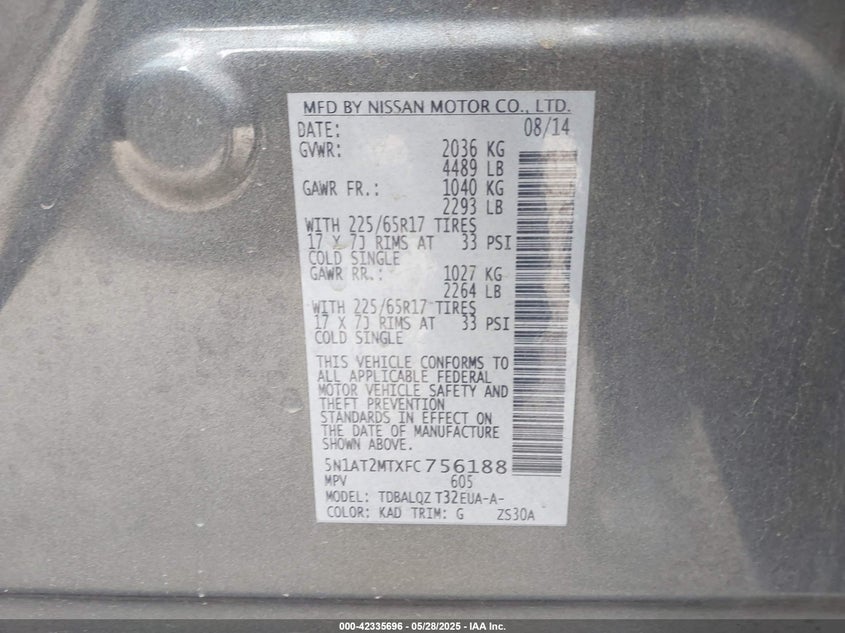 MFD BY NISSAN MOTOR CO., LTD.
DATE: 08/14
GVWR: 2036 KG
4489 LB
GAWR FR.: 1040 KG
2293 LB
WITH 225/65R17 TIRES
17 X 7J RIMS AT 33 PSI
COLD SINGLE
GAWR RR.: 1027 KG
2264 LB
WITH 225/65R17 TIRES
17 X 7J RIMS AT 33 PSI
COLD SINGLE
THIS VEHICLE CONFORMS TO
ALL APPLICABLE FEDERAL
MOTOR VEHICLE SAFETY AND
THEFT PREVENTION
STANDARDS IN EFFECT ON
THE DATE OF MANUFACTURE
SHOWN ABOVE.
5N1AT2MTXFC756188
MPV 605
MODEL: TDBALQZ T32EUA-A-
COLOR: KAD TRIM: G ZS30A
000-42335696 - 05/28/2025 - IAA Inc.